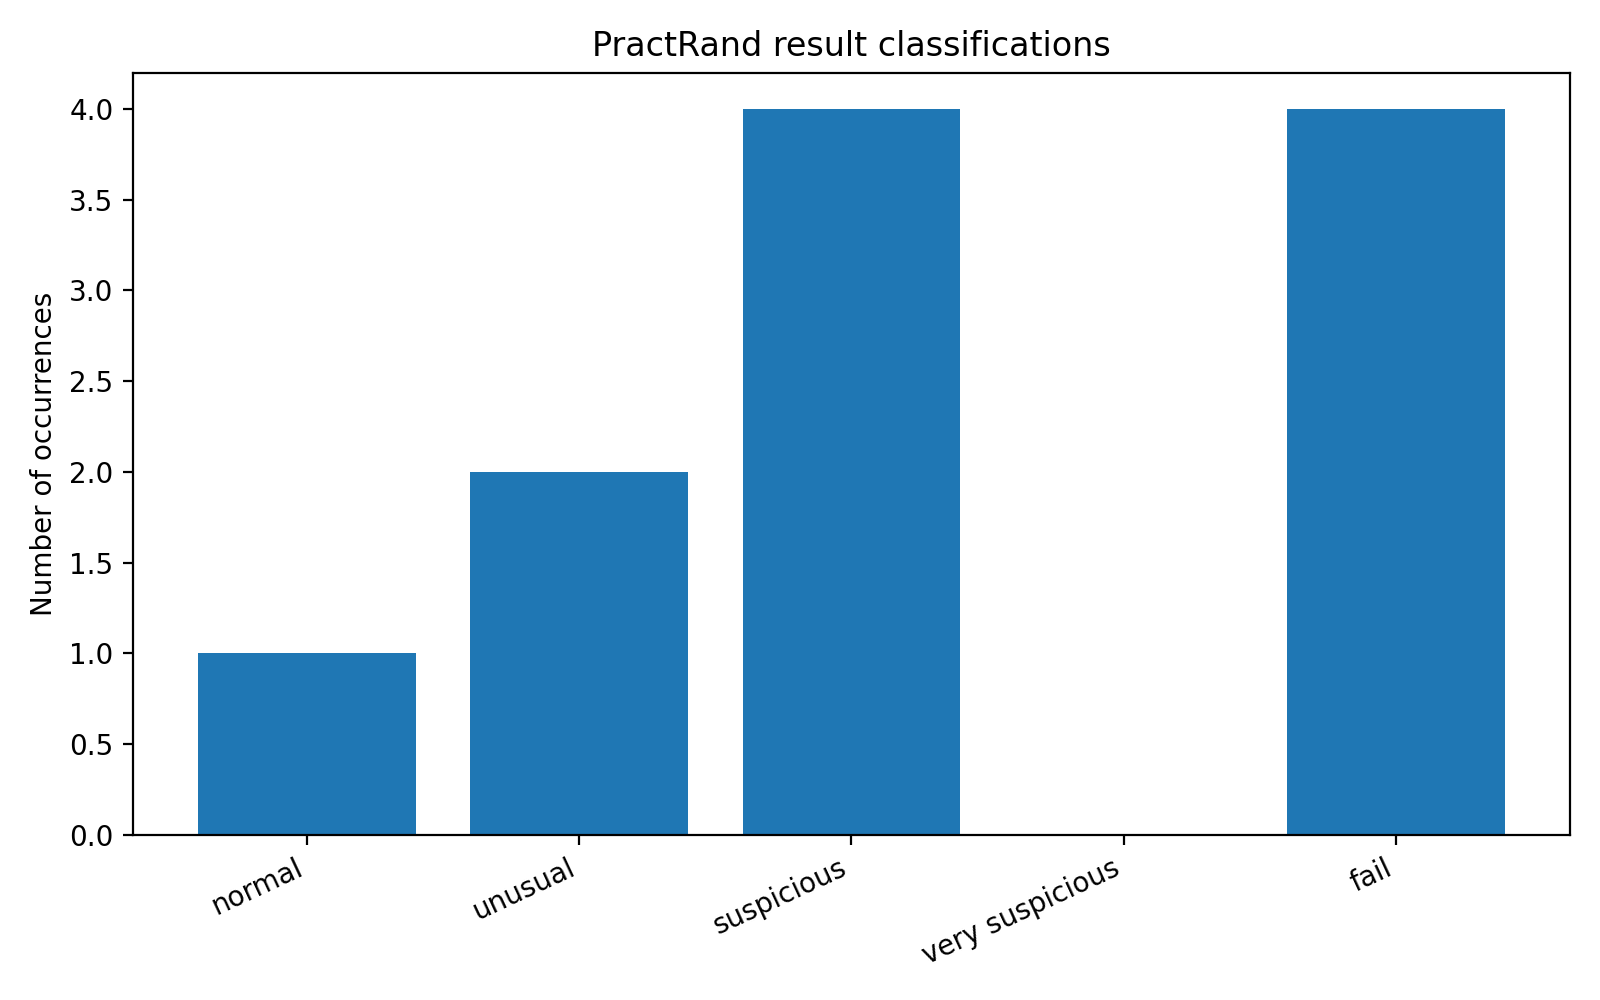 PractRand result classifications
Number of occurrences
4.0
3.5
3.0
2.5
2.0
1.5
1.0
0.5
0.0
normal
unusual
suspicious
very suspicious
fail